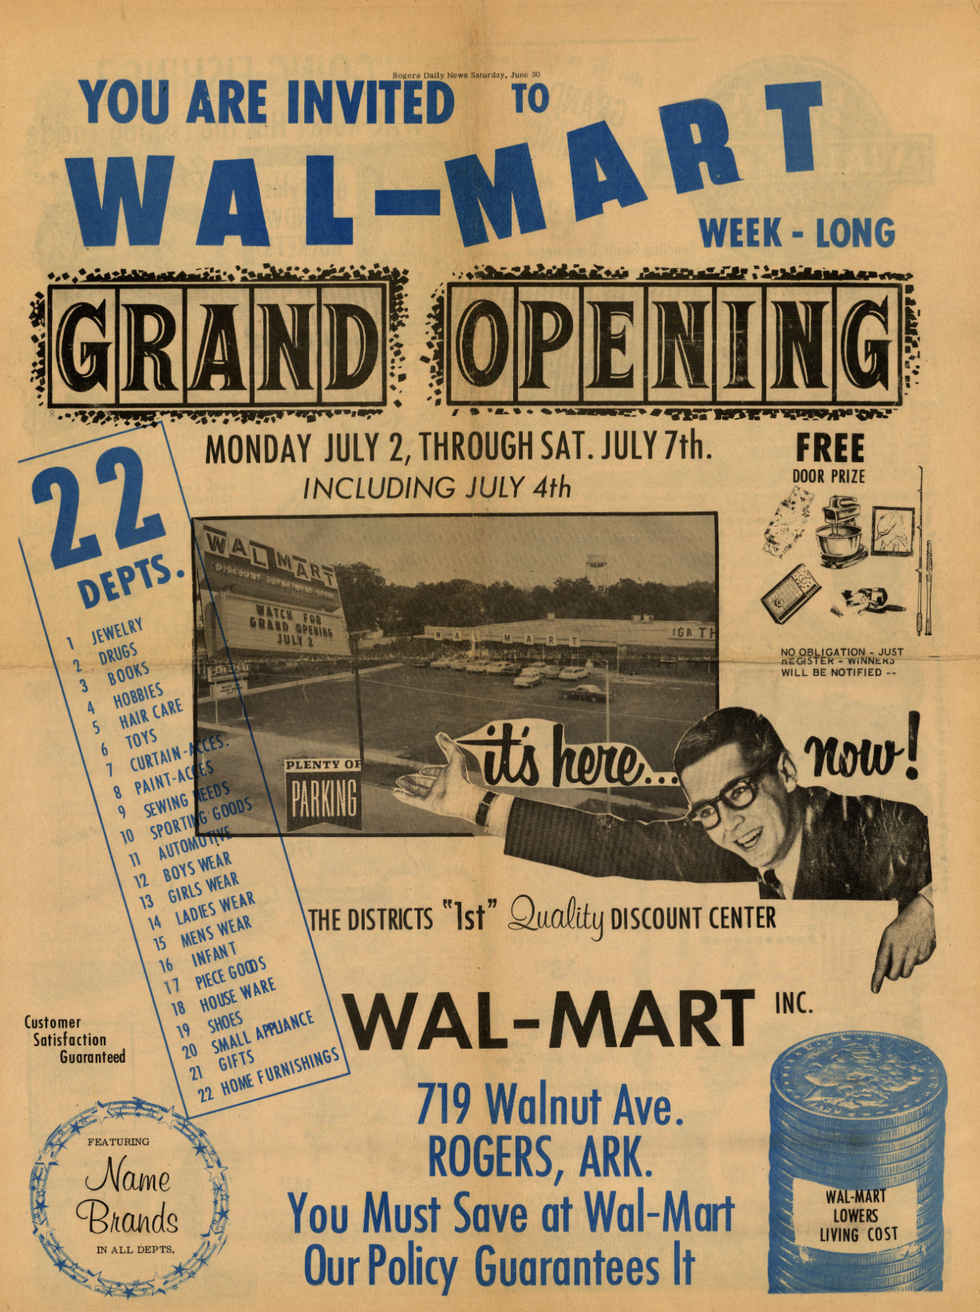 Rogers Daily News Saturday, June 30
YOU ARE INVITED TO
WAL-MART
WEEK - LONG
GRAND OPENING
MONDAY JULY 2, THROUGH SAT. JULY 7th.
INCLUDING JULY 4th
FREE
DOOR PRIZE
NO OBLIGATION - JUST
REGISTER - WINNERS
WILL BE NOTIFIED --
22
DEPTS.
1 JEWELRY
2 DRUGS
3 BOOKS
4 HOBBIES
5 HAIR CARE
6 TOYS
7 CURTAIN-ACCES.
8 PAINT-ACCES
9 SEWING NEEDS
10 SPORTING GOODS
11 AUTOMOTIVE
12 BOYS WEAR
13 GIRLS WEAR
14 LADIES WEAR
15 MENS WEAR
16 INFANT
17 PIECE GOODS
18 HOUSE WARE
19 SHOES
20 SMALL APPLIANCE
21 GIFTS
22 HOME FURNISHINGS
WAL MART
DISCOUNT DEPARTMENT STORE
WATCH FOR
GRAND OPENING
JULY 2
WAL MART
IGA
PLENTY OF
PARKING
it's here... now!
THE DISTRICTS "1st" Quality DISCOUNT CENTER
WAL-MART INC.
Customer
Satisfaction
Guaranteed
FEATURING
Name
Brands
IN ALL DEPTS.
719 Walnut Ave.
ROGERS, ARK.
You Must Save at Wal-Mart
Our Policy Guarantees It
WAL-MART
LOWERS
LIVING COST